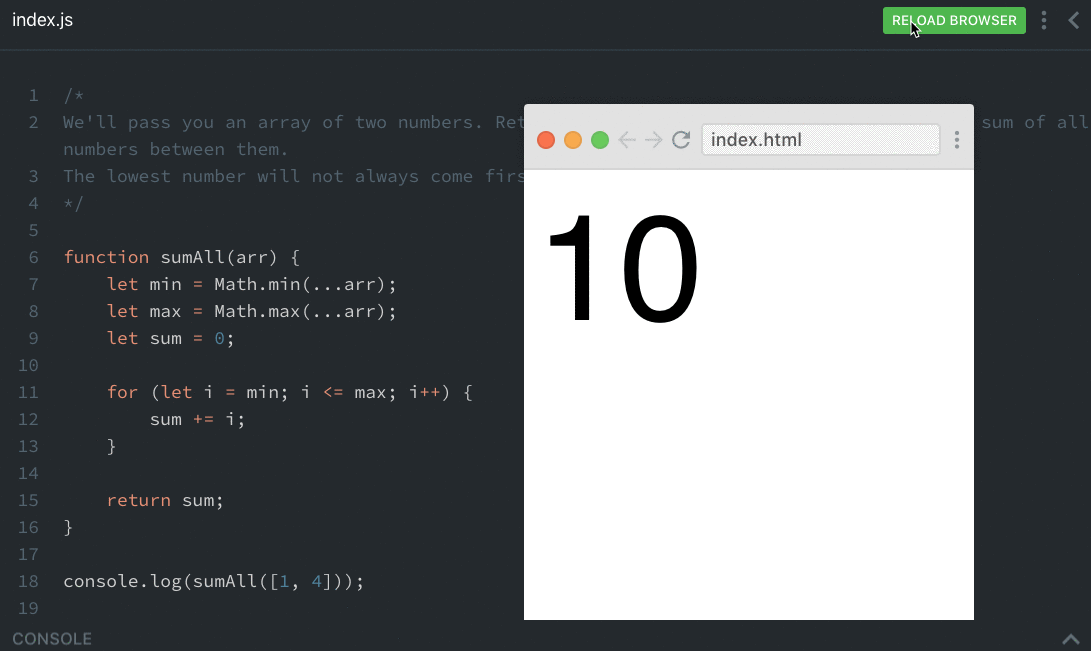 index.js
RELOAD BROWSER
1 /*
2 We'll pass you an array of two numbers. Ret sum of all
numbers between them.
3 The lowest number will not always come firs
4 */
5
6 function sumAll(arr) {
7 let min = Math.min(...arr);
8 let max = Math.max(...arr);
9 let sum = 0;
10
11 for (let i = min; i <= max; i++) {
12 sum += i;
13 }
14
15 return sum;
16 }
17
18 console.log(sumAll([1, 4]));
19
CONSOLE
index.html
10